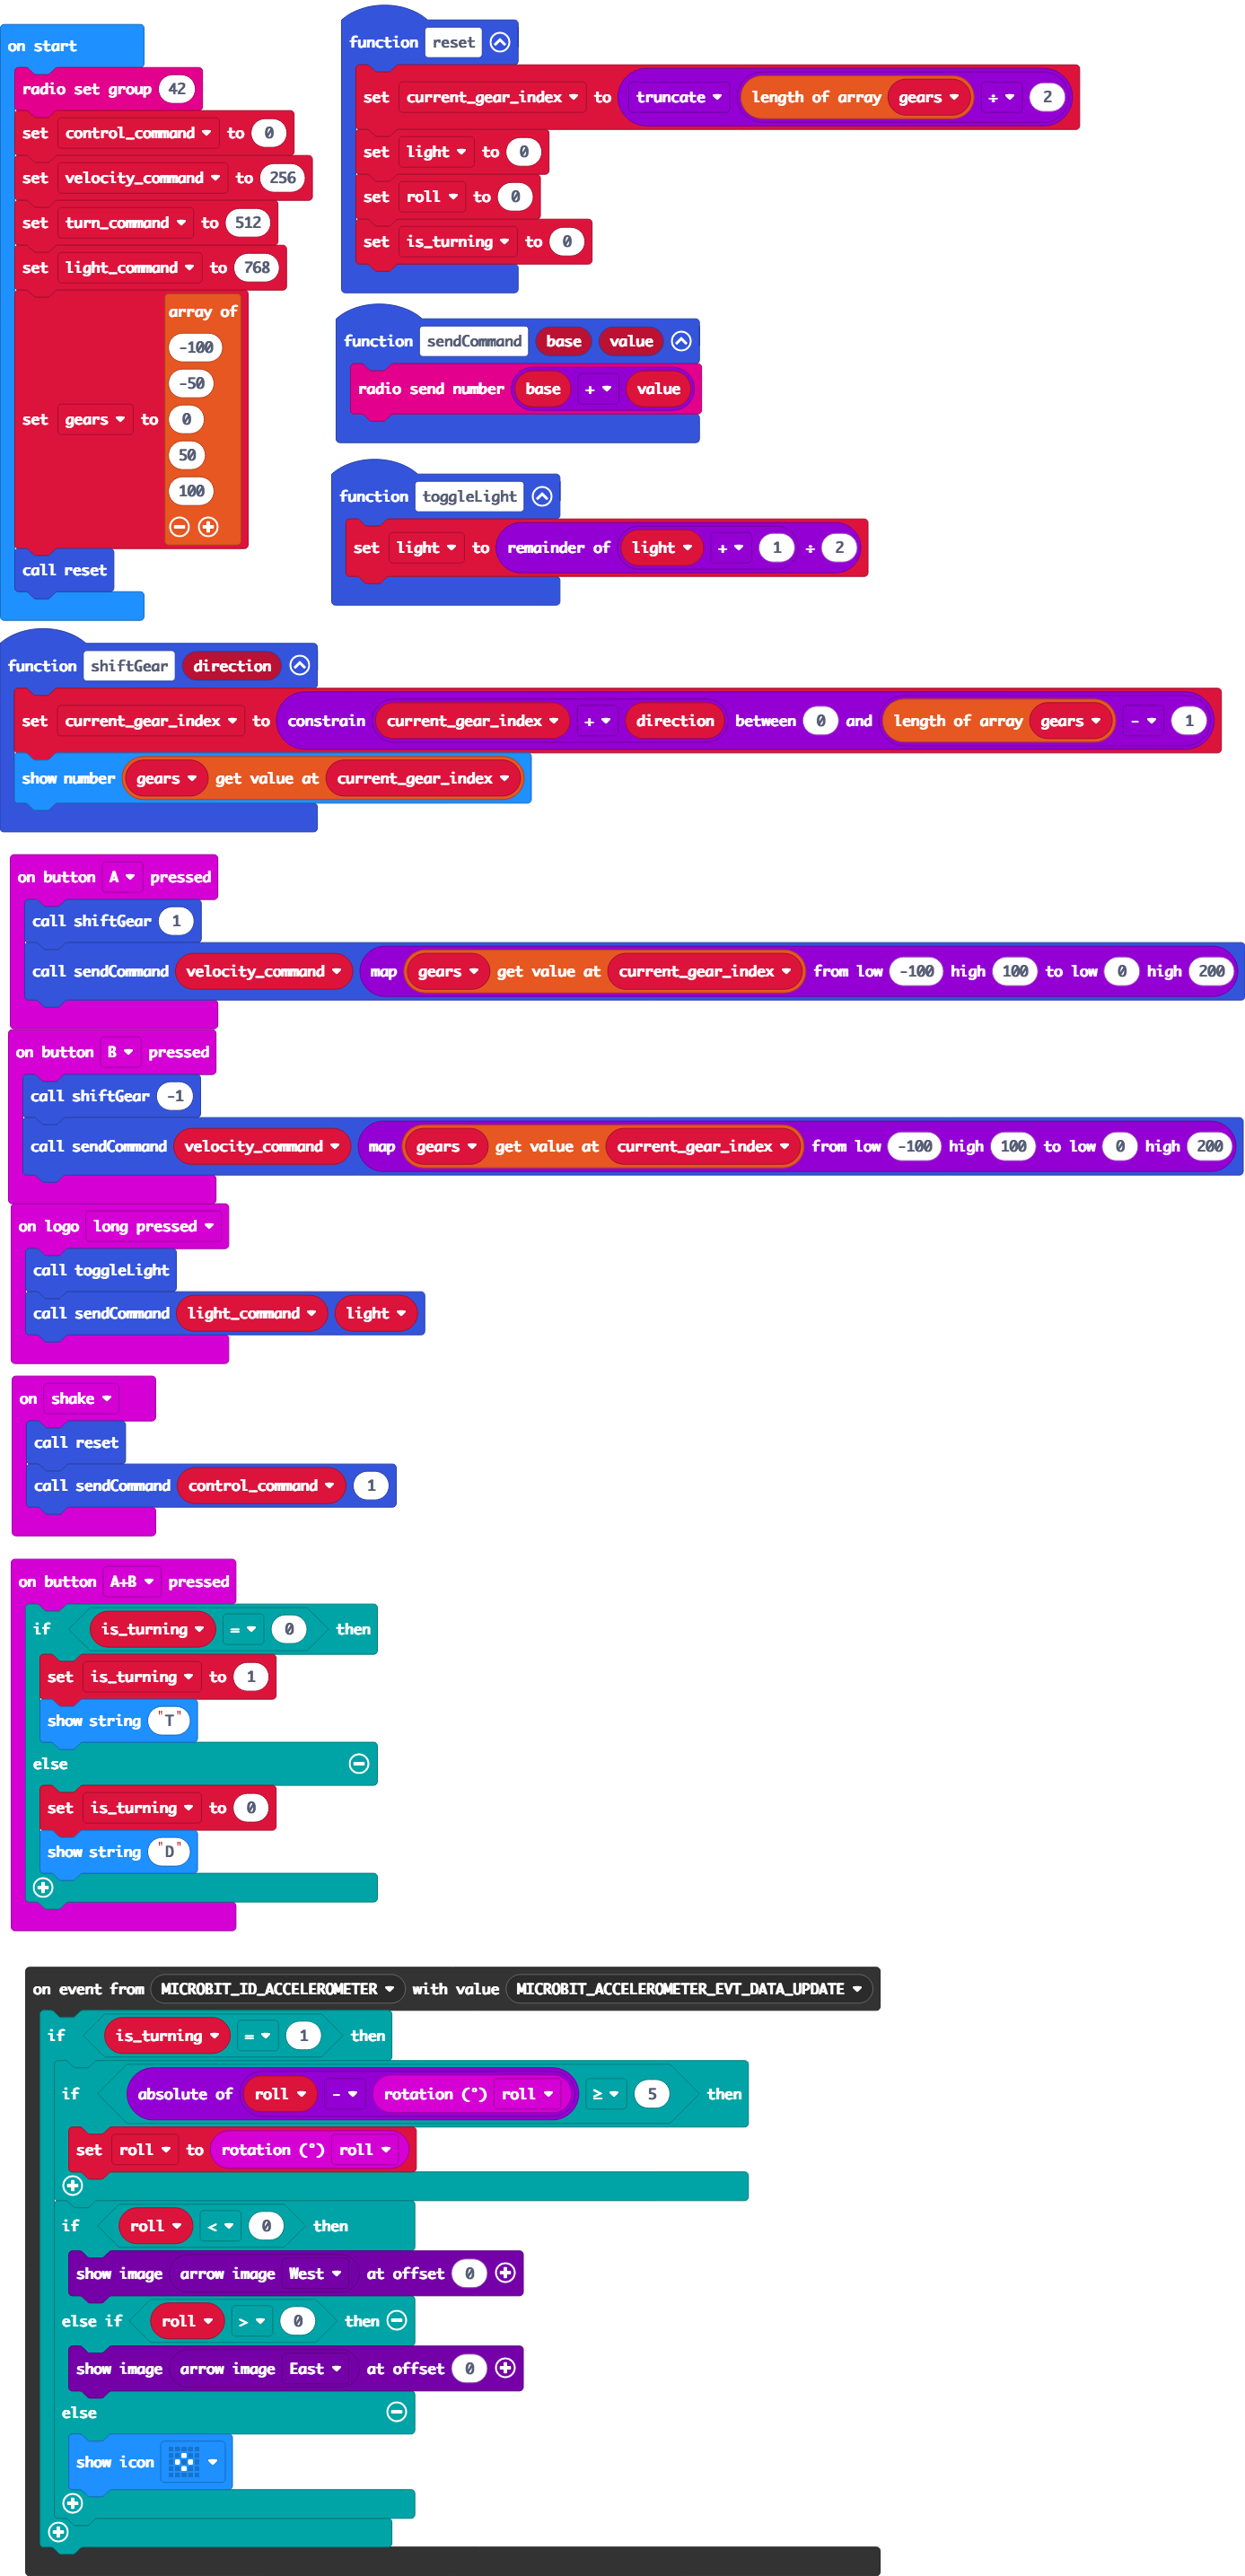 on start
radio set group 42
set control_command to 0
set velocity_command to 256
set turn_command to 512
set light_command to 768
set gears to array of
-100
-50
0
50
100
call reset
function reset
set current_gear_index to truncate length of array gears ÷ 2
set light to 0
set roll to 0
set is_turning to 0
function sendCommand base value
radio send number base + value
function toggleLight
set light to remainder of light + 1 ÷ 2
function shiftGear direction
set current_gear_index to constrain current_gear_index + direction between 0 and length of array gears - 1
show number gears get value at current_gear_index
on button A pressed
call shiftGear 1
call sendCommand velocity_command map gears get value at current_gear_index from low -100 high 100 to low 0 high 200
on button B pressed
call shiftGear -1
call sendCommand velocity_command map gears get value at current_gear_index from low -100 high 100 to low 0 high 200
on logo long pressed
call toggleLight
call sendCommand light_command light
on shake
call reset
call sendCommand control_command 1
on button A+B pressed
if is_turning = 0 then
set is_turning to 1
show string "T"
else
set is_turning to 0
show string "D"
on event from MICROBIT_ID_ACCELEROMETER with value MICROBIT_ACCELEROMETER_EVT_DATA_UPDATE
if is_turning = 1 then
if absolute of roll - rotation (°) roll ≥ 5 then
set roll to rotation (°) roll
if roll < 0 then
show image arrow image West at offset 0
else if roll > 0 then
show image arrow image East at offset 0
else
show icon